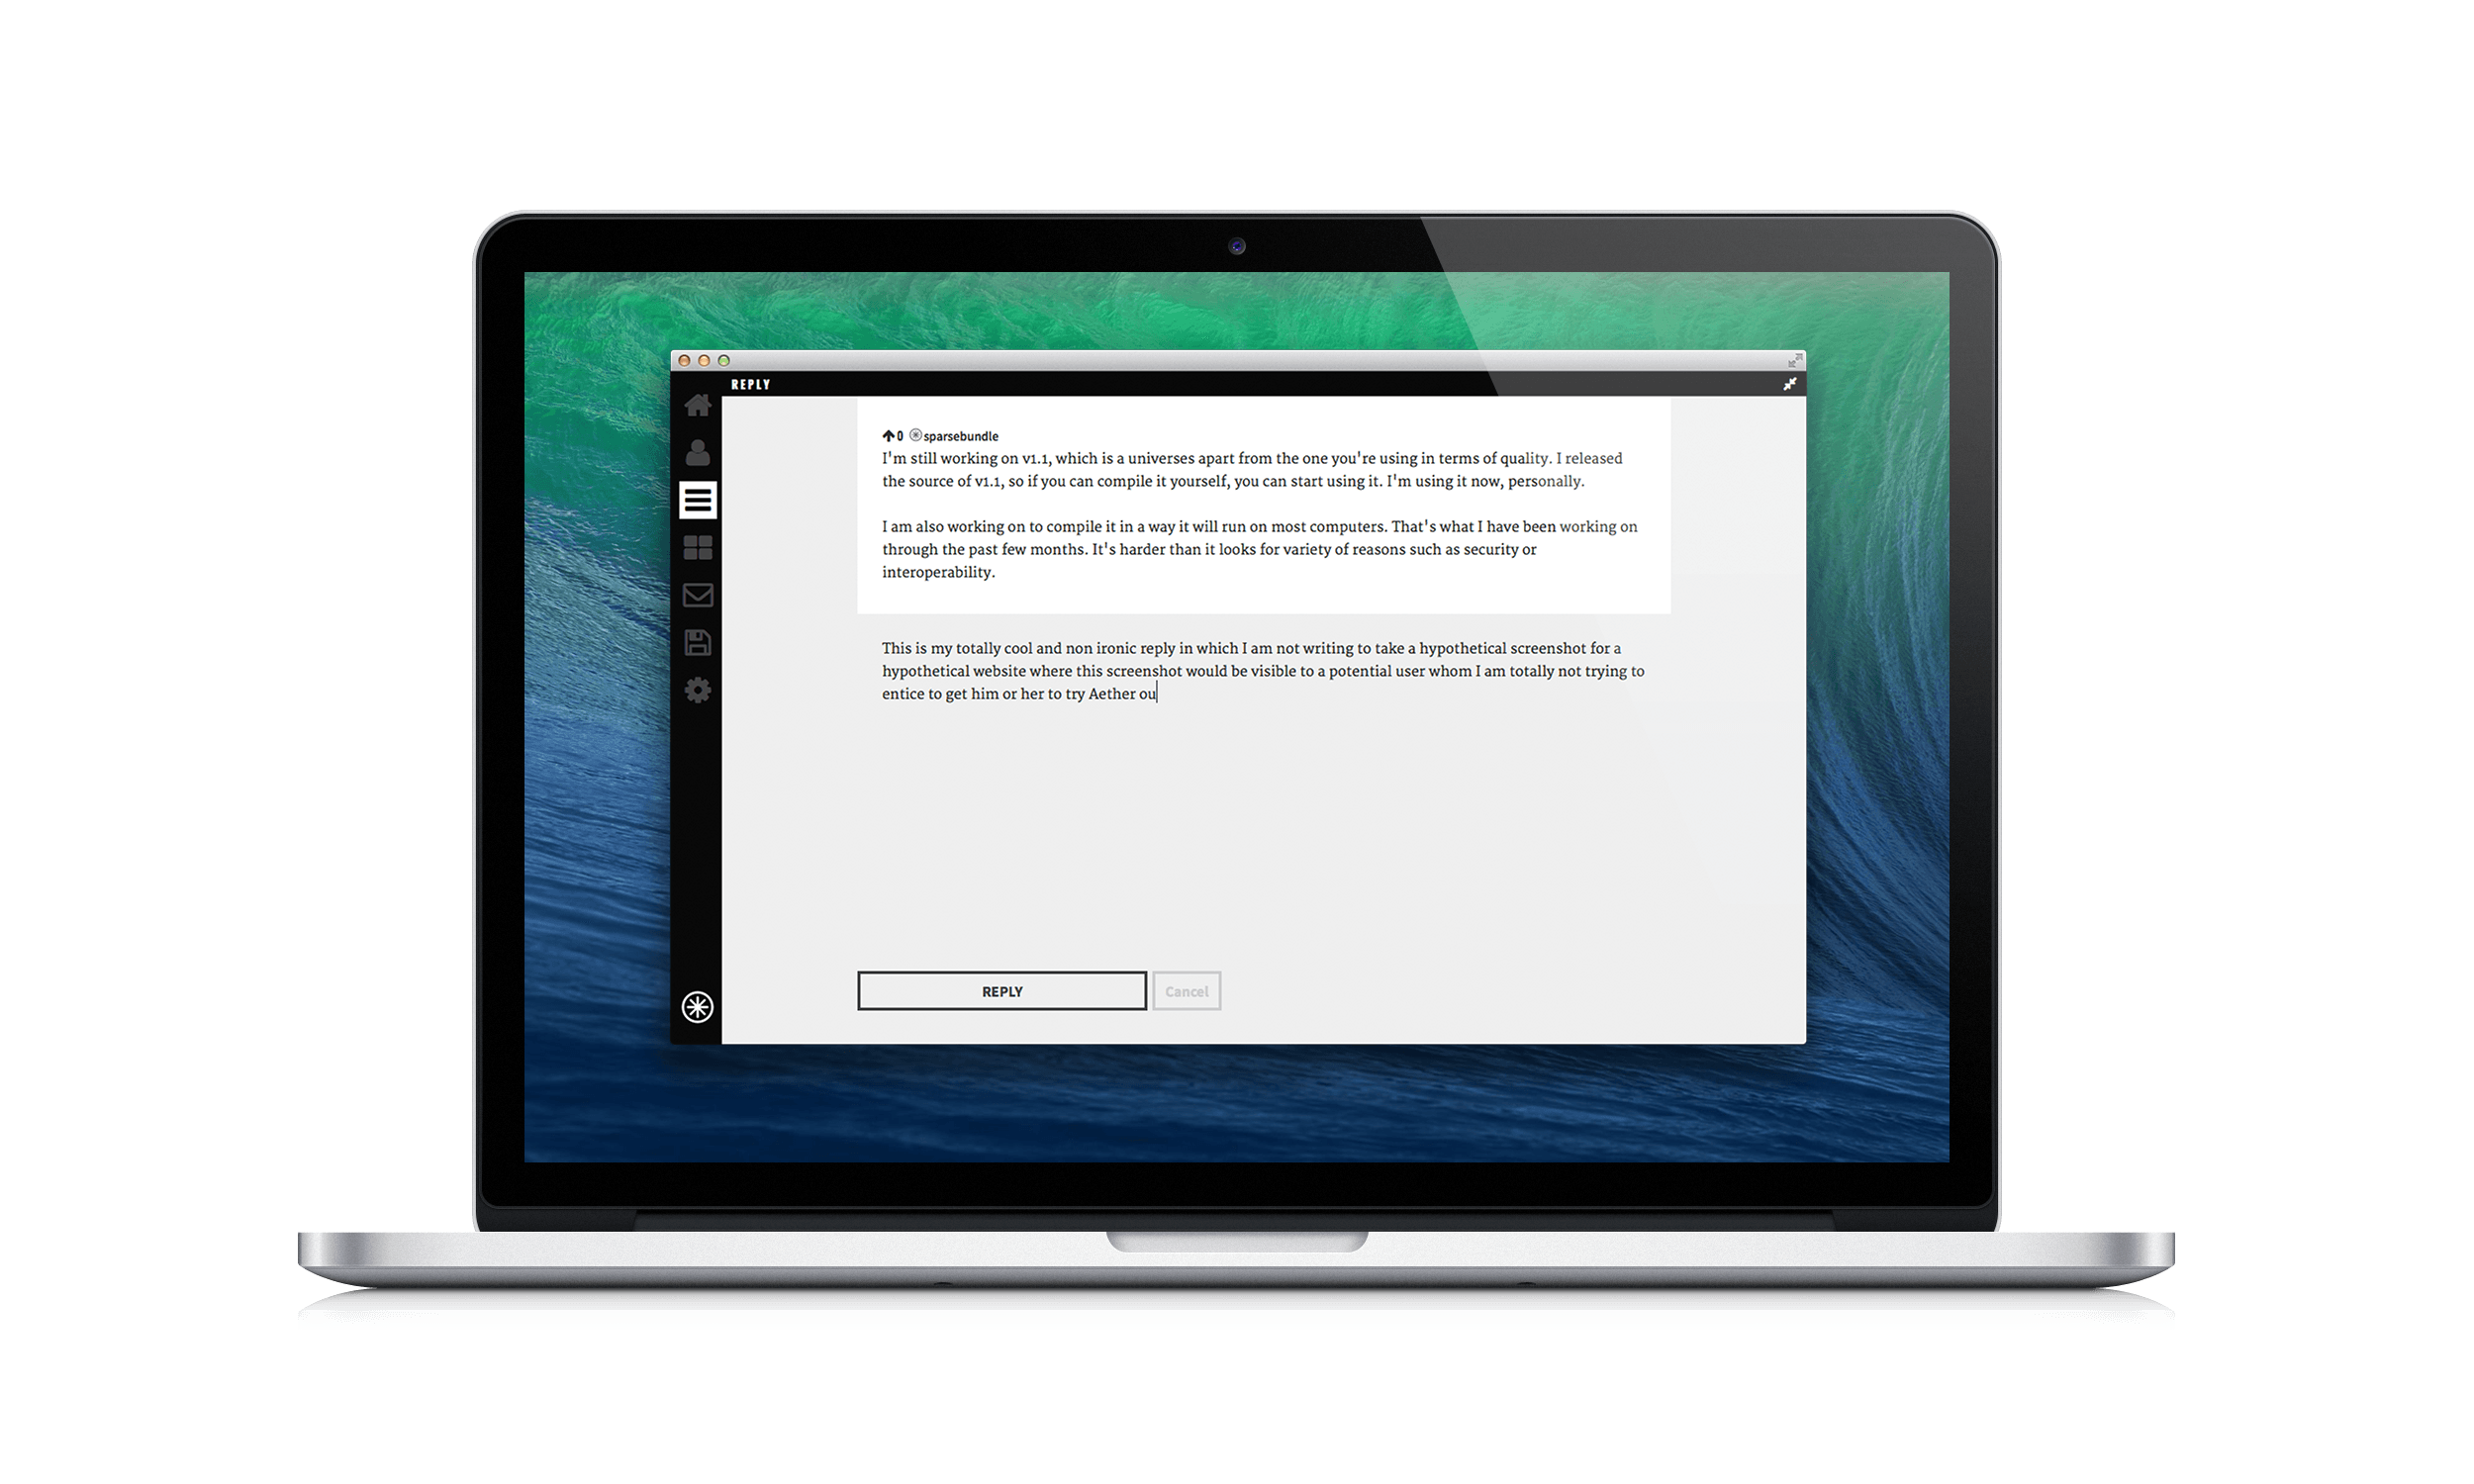 REPLY
0 sparsebundle
I'm still working on v1.1, which is a universes apart from the one you're using in terms of quality. I released
the source of v1.1, so if you can compile it yourself, you can start using it. I'm using it now, personally.
I am also working on to compile it in a way it will run on most computers. That's what I have been working on
through the past few months. It's harder than it looks for variety of reasons such as security or
interoperability.
This is my totally cool and non ironic reply in which I am not writing to take a hypothetical screenshot for a
hypothetical website where this screenshot would be visible to a potential user whom I am totally not trying to
entice to get him or her to try Aether ou
REPLY Cancel